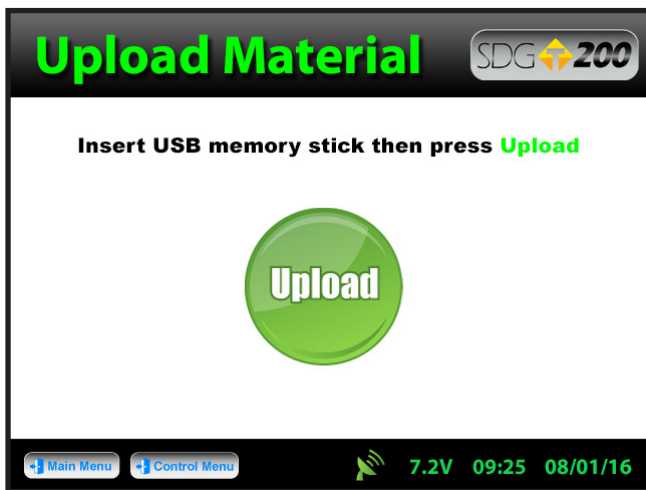 Upload Material
SDG T 200
Insert USB memory stick then press Upload
Upload
Main Menu Control Menu 7.2V 09:25 08/01/16